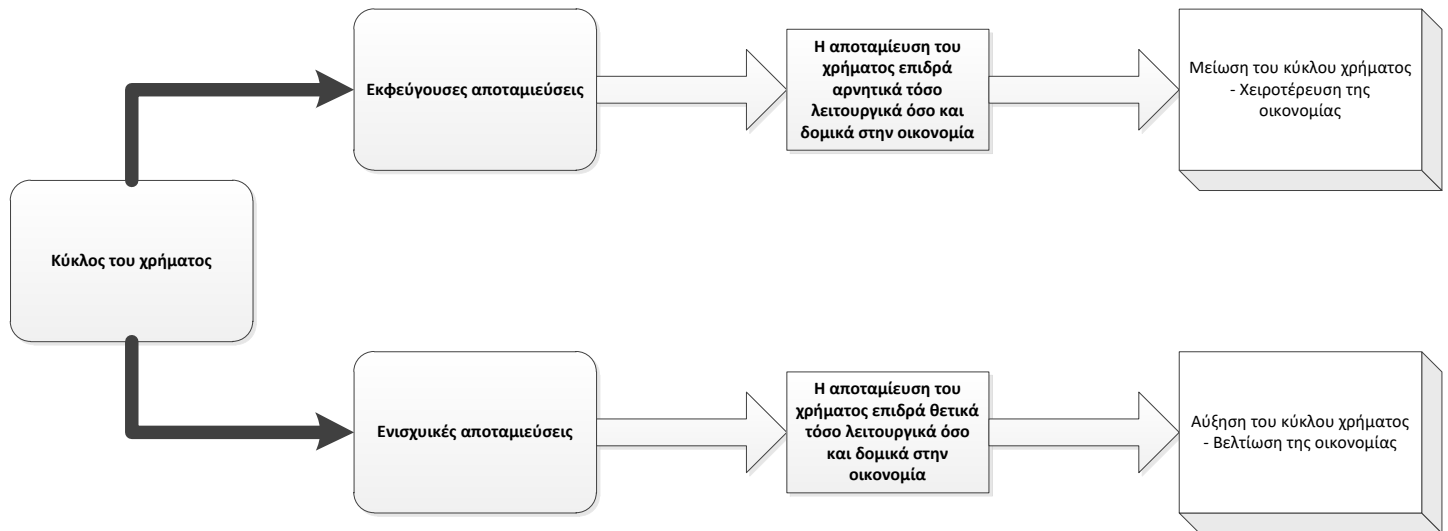 Κύκλος του χρήματος
Εκφεύγουσες αποταμιεύσεις
Η αποταμίευση του
χρήματος επιδρά
αρνητικά τόσο
λειτουργικά όσο και
δομικά στην οικονομία
Μείωση του κύκλου χρήματος
- Χειροτέρευση της
οικονομίας
Ενισχυικές αποταμιεύσεις
Η αποταμίευση του
χρήματος επιδρά θετικά
τόσο λειτουργικά όσο
και δομικά στην
οικονομία
Αύξηση του κύκλου χρήματος
- Βελτίωση της οικονομίας